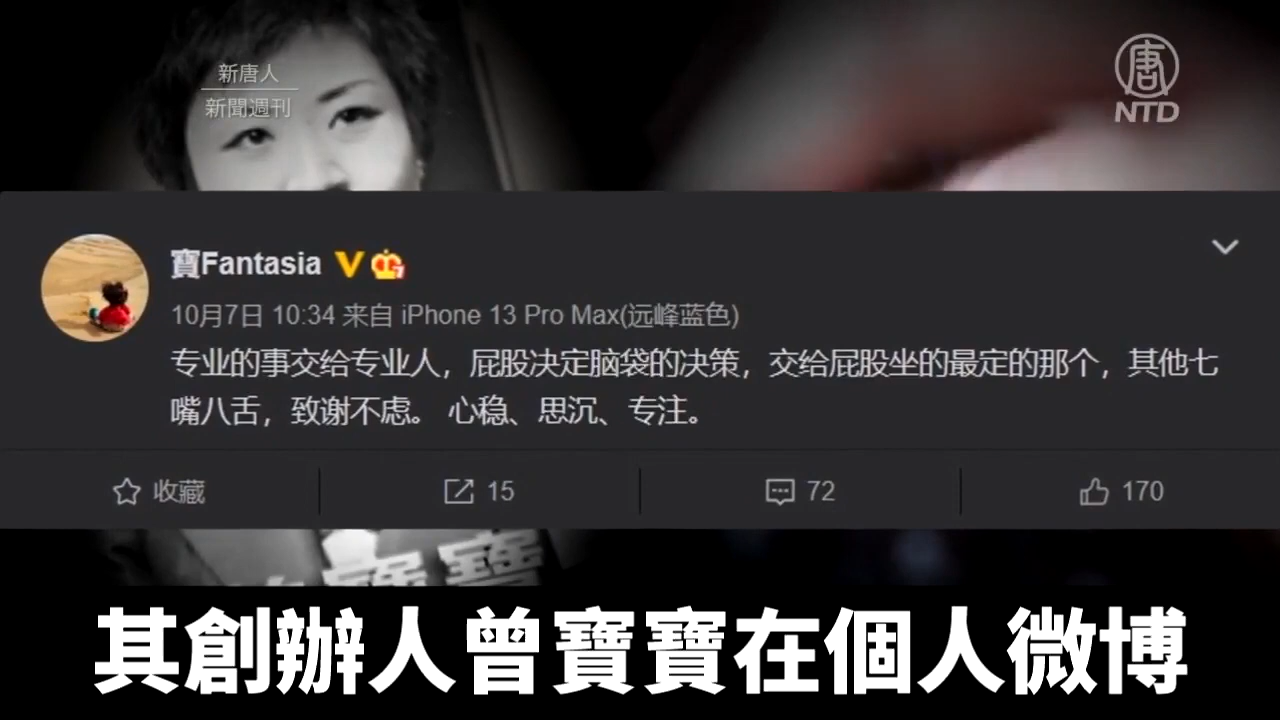 新唐人
新聞週刊
唐
NTD
寶Fantasia
10月7日 10:34 来自 iPhone 13 Pro Max(远峰蓝色)
专业的事交给专业人，屁股决定脑袋的决策，交给屁股坐的最定的那个，其他七
嘴八舌，致谢不虑。 心稳、思沉、专注。
收藏
15
72
170
寶寶
其創辦人曾寶寶在個人微博